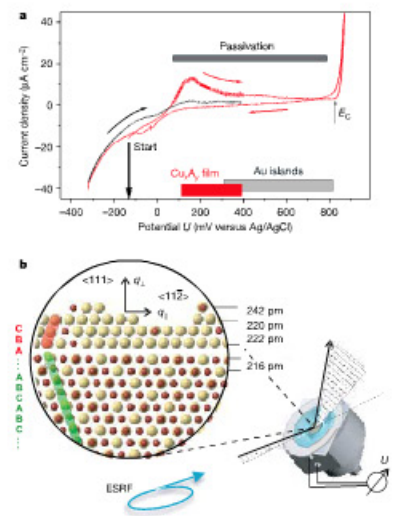 a
40
20
0
−20
−40
Current density (µA cm⁻²)
Passivation
E_C
Start
CuₓAᵧ film
Au islands
−400 −200 0 200 400 600 800
Potential U (mV versus Ag/AgCl)
b
<111> q⊥
<112̅>
q∥
242 pm
220 pm
222 pm
216 pm
C
B
A
A
B
C
A
B
C
ESRF
U